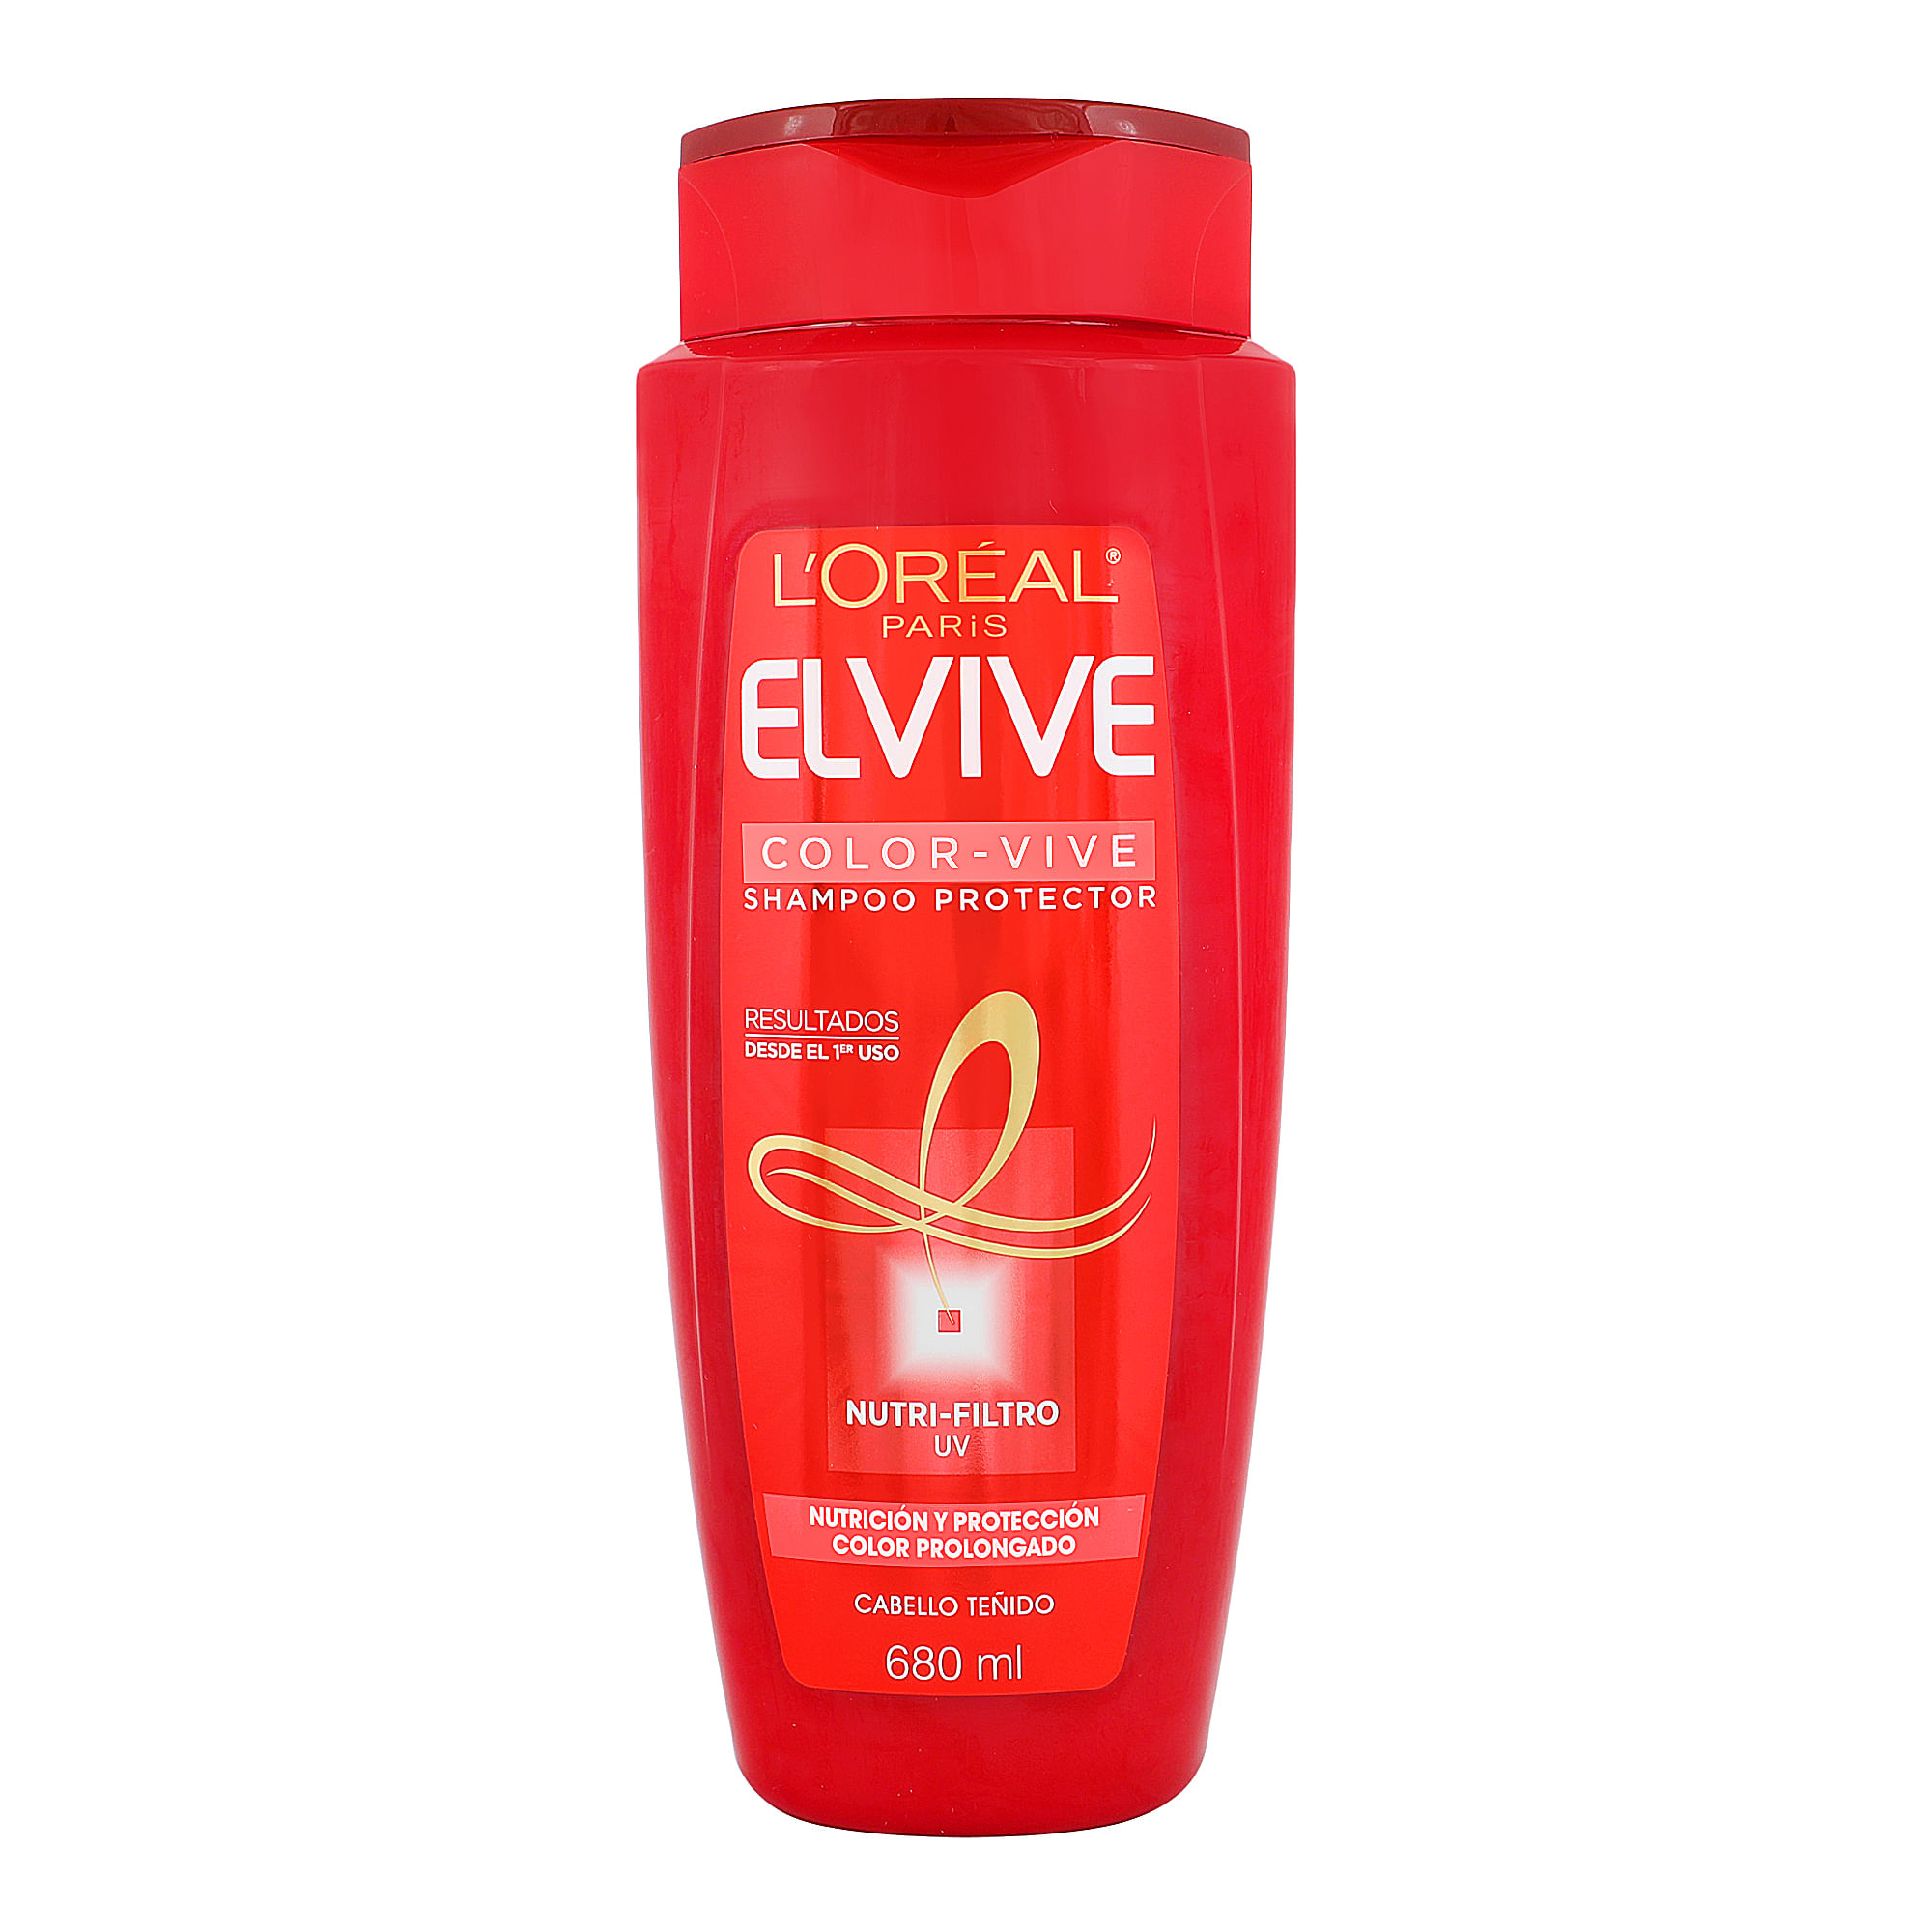 L'ORÉAL®
PARiS
ELVIVE
COLOR-VIVE
SHAMPOO PROTECTOR
RESULTADOS
DESDE EL 1ER USO
NUTRI-FILTRO
UV
NUTRICIÓN Y PROTECCIÓN
COLOR PROLONGADO
CABELLO TEÑIDO
680 ml